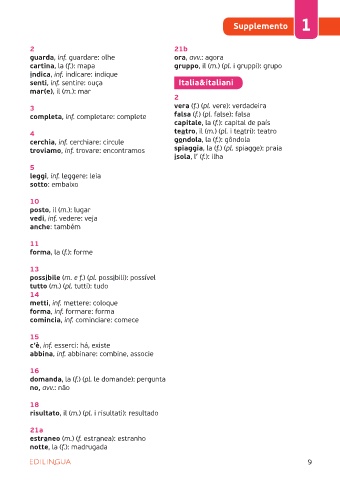 Supplemento 1
2
guarda, inf. guardare: olhe
cartina, la (f.): mapa
indica, inf. indicare: indique
senti, inf. sentire: ouça
mar(e), il (m.): mar
3
completa, inf. completare: complete
4
cerchia, inf. cerchiare: circule
troviamo, inf. trovare: encontramos
5
leggi, inf. leggere: leia
sotto: embaixo
10
posto, il (m.): lugar
vedi, inf. vedere: veja
anche: também
11
forma, la (f.): forme
13
possibile (m. e f.) (pl. possibili): possível
tutto (m.) (pl. tutti): tudo
14
metti, inf. mettere: coloque
forma, inf. formare: forma
comincia, inf. cominciare: comece
15
c'è, inf. esserci: há, existe
abbina, inf. abbinare: combine, associe
16
domanda, la (f.) (pl. le domande): pergunta
no, avv.: não
18
risultato, il (m.) (pl. i risultati): resultado
21a
estraneo (m.) (f. estranea): estranho
notte, la (f.): madrugada
21b
ora, avv.: agora
gruppo, il (m.) (pl. i gruppi): grupo
Italia&italiani
2
vera (f.) (pl. vere): verdadeira
falsa (f.) (pl. false): falsa
capitale, la (f.): capital de país
teatro, il (m.) (pl. i teatri): teatro
gondola, la (f.): gôndola
spiaggia, la (f.) (pl. spiagge): praia
isola, l' (f.): ilha
EDILINGUA
9